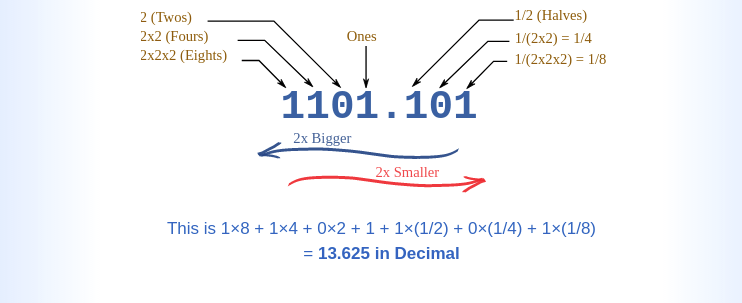 2 (Twos)
2x2 (Fours)
2x2x2 (Eights)
Ones
1/2 (Halves)
1/(2x2) = 1/4
1/(2x2x2) = 1/8
1101.101
2x Bigger
2x Smaller
This is 1×8 + 1×4 + 0×2 + 1 + 1×(1/2) + 0×(1/4) + 1×(1/8)
= 13.625 in Decimal